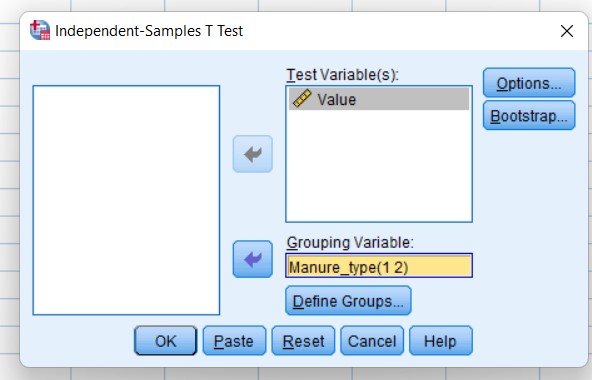 Independent-Samples T Test
Test Variable(s):
Value
Options...
Bootstrap...
Grouping Variable:
Manure_type(1 2)
Define Groups...
OK Paste Reset Cancel Help